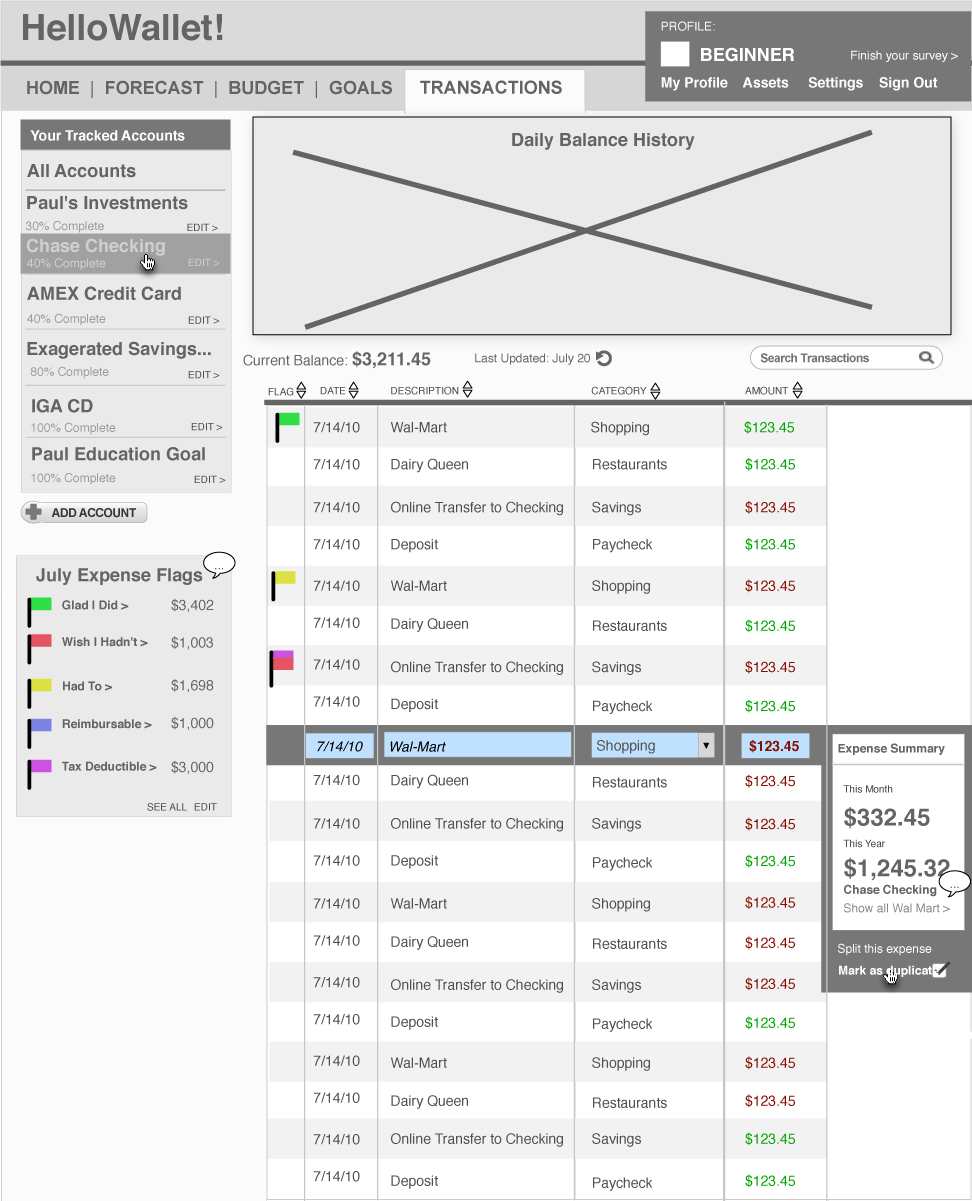 HelloWallet!
PROFILE:
BEGINNER
Finish your survey >
My Profile Assets Settings Sign Out
HOME | FORECAST | BUDGET | GOALS TRANSACTIONS
Your Tracked Accounts
All Accounts
Paul's Investments
30% Complete EDIT >
Chase Checking
40% Complete EDIT >
AMEX Credit Card
40% Complete EDIT >
Exagerated Savings...
80% Complete EDIT >
IGA CD
100% Complete EDIT >
Paul Education Goal
100% Complete EDIT >
ADD ACCOUNT
...
July Expense Flags
Glad I Did > $3,402
Wish I Hadn't > $1,003
Had To > $1,698
Reimbursable > $1,000
Tax Deductible > $3,000
SEE ALL EDIT
Daily Balance History
Current Balance: $3,211.45 Last Updated: July 20 Search Transactions
FLAG DATE DESCRIPTION CATEGORY AMOUNT
7/14/10 Wal-Mart Shopping $123.45
7/14/10 Dairy Queen Restaurants $123.45
7/14/10 Online Transfer to Checking Savings $123.45
7/14/10 Deposit Paycheck $123.45
7/14/10 Wal-Mart Shopping $123.45
7/14/10 Dairy Queen Restaurants $123.45
7/14/10 Online Transfer to Checking Savings $123.45
7/14/10 Deposit Paycheck $123.45
7/14/10 Wal-Mart Shopping $123.45
7/14/10 Dairy Queen Restaurants $123.45
7/14/10 Online Transfer to Checking Savings $123.45
7/14/10 Deposit Paycheck $123.45
7/14/10 Wal-Mart Shopping $123.45
7/14/10 Dairy Queen Restaurants $123.45
7/14/10 Online Transfer to Checking Savings $123.45
7/14/10 Deposit Paycheck $123.45
7/14/10 Wal-Mart Shopping $123.45
7/14/10 Dairy Queen Restaurants $123.45
7/14/10 Online Transfer to Checking Savings $123.45
7/14/10 Deposit Paycheck $123.45
Expense Summary
This Month
$332.45
This Year
$1,245.32
...
Chase Checking
Show all Wal Mart >
Split this expense
Mark as duplicat